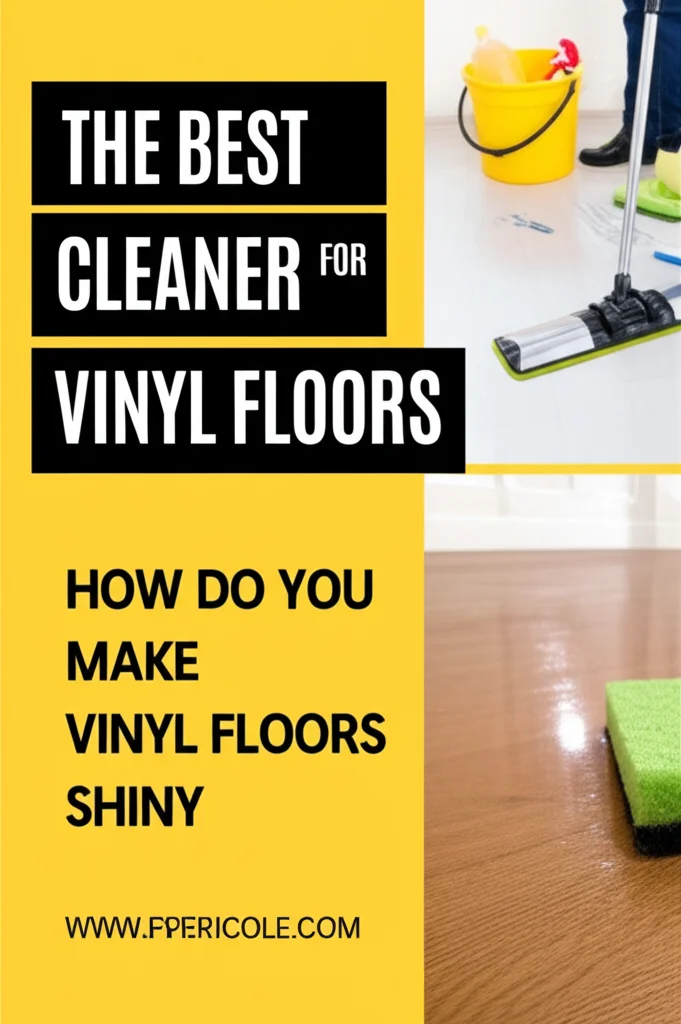 THE BEST
CLEANER FOR
VINYL FLOORS
HOW DO YOU
MAKE
VINYL FLOORS
SHINY
WWW.FPERICOLE.COM